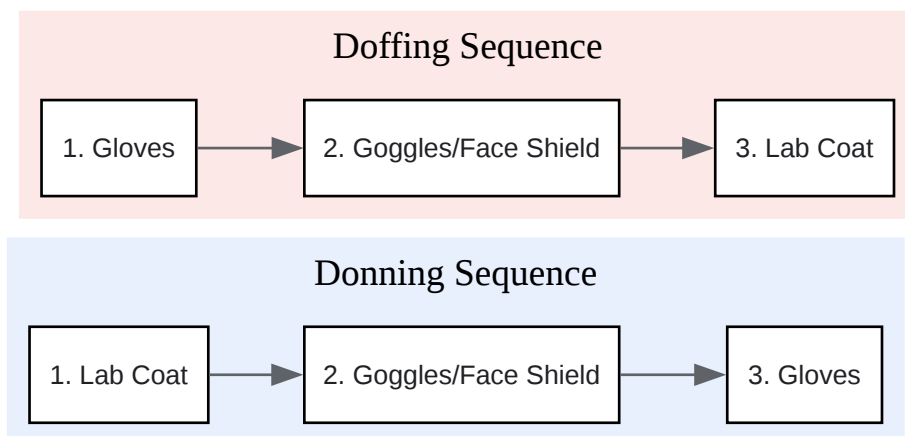 Doffing Sequence
1. Gloves
2. Goggles/Face Shield
3. Lab Coat
Donning Sequence
1. Lab Coat
2. Goggles/Face Shield
3. Gloves